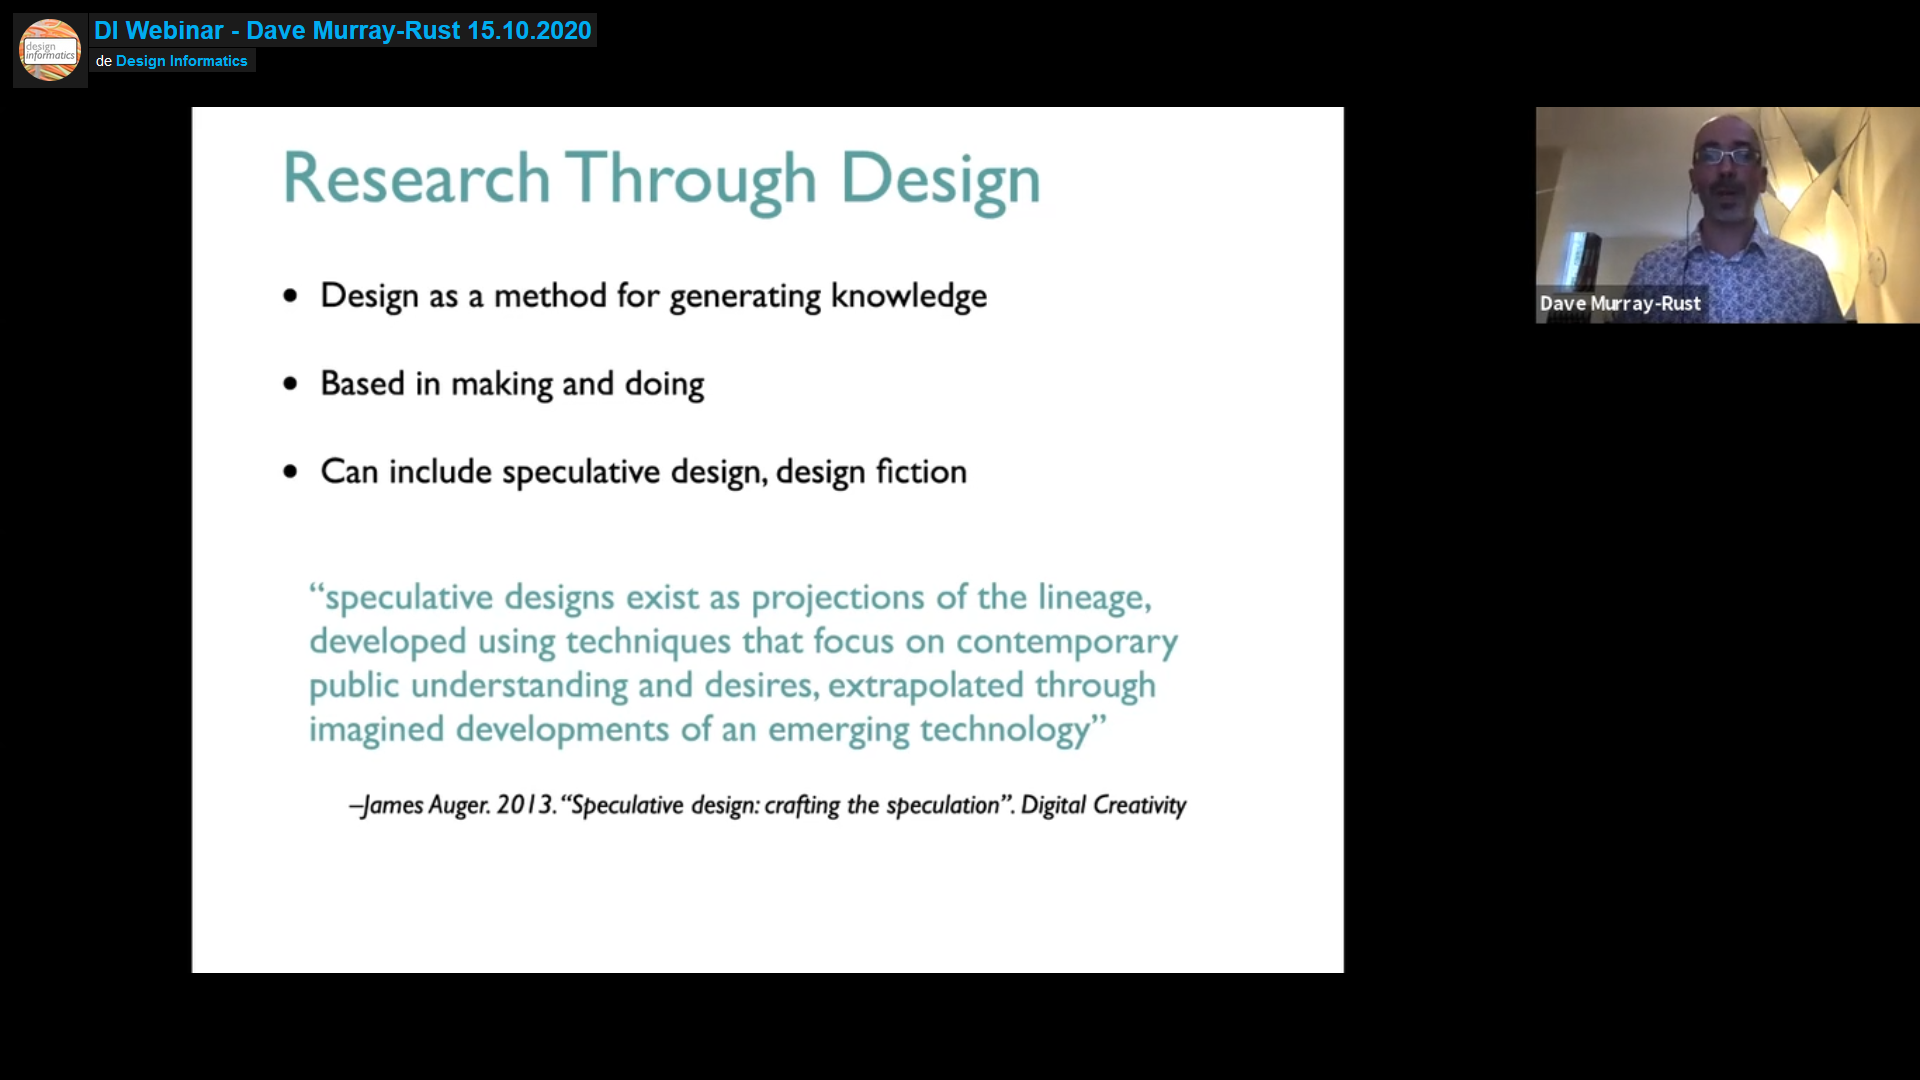 design
informatics
DI Webinar - Dave Murray-Rust 15.10.2020
de Design Informatics
Research Through Design
• Design as a method for generating knowledge
• Based in making and doing
• Can include speculative design, design fiction
“speculative designs exist as projections of the lineage,
developed using techniques that focus on contemporary
public understanding and desires, extrapolated through
imagined developments of an emerging technology”
–James Auger. 2013. “Speculative design: crafting the speculation”. Digital Creativity
Dave Murray-Rust